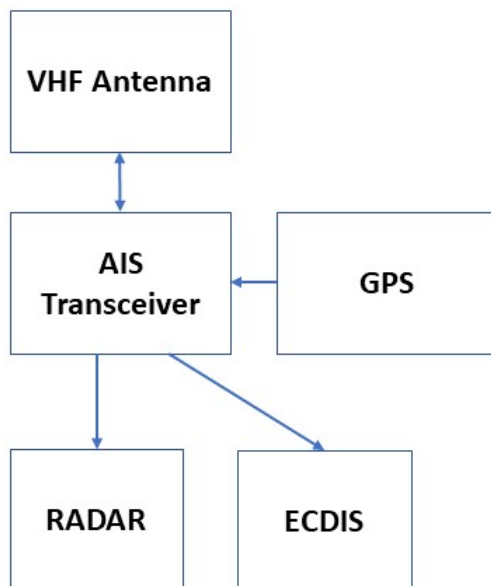 VHF Antenna
AIS
Transceiver
GPS
RADAR
ECDIS